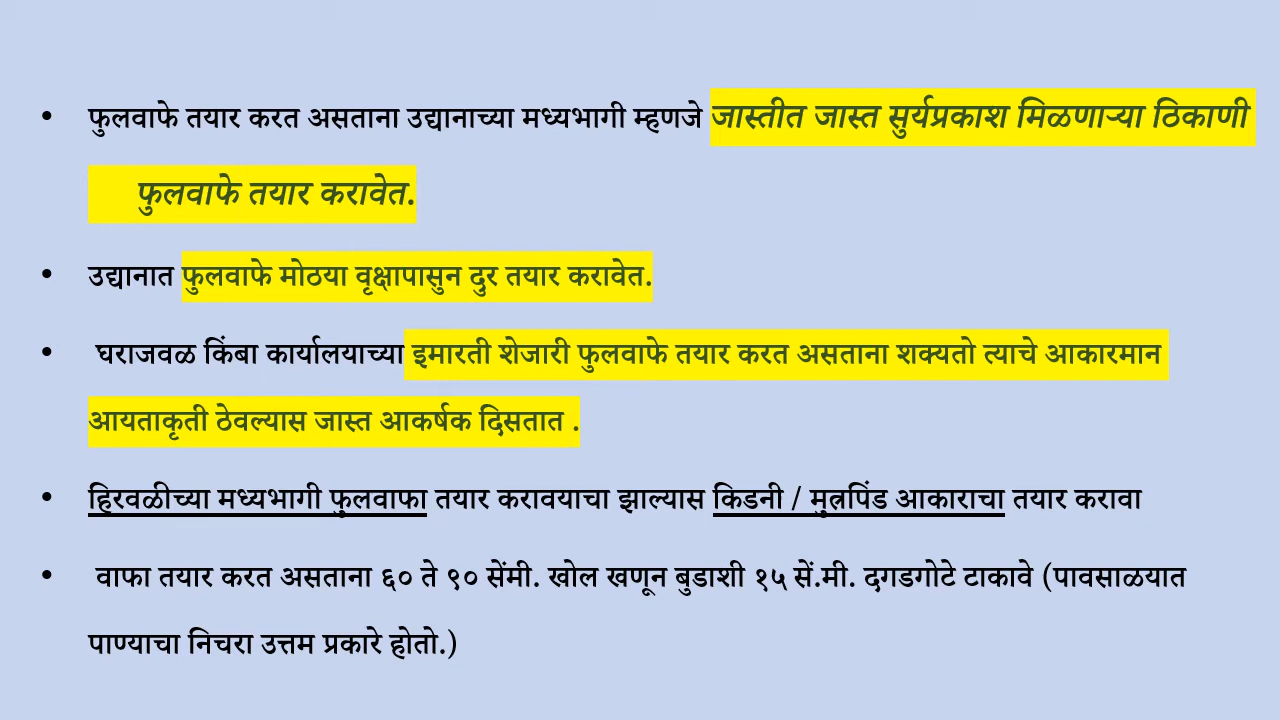 • फुलवाफे तयार करत असताना उद्यानाच्या मध्यभागी म्हणजे जास्तीत जास्त सुर्यप्रकाश मिळणाऱ्या ठिकाणी
फुलवाफे तयार करावेत.
• उद्यानात फुलवाफे मोठया वृक्षापासुन दुर तयार करावेत.
• घराजवळ किंबा कार्यालयाच्या इमारती शेजारी फुलवाफे तयार करत असताना शक्यतो त्याचे आकारमान
आयताकृती ठेवल्यास जास्त आकर्षक दिसतात .
• हिरवळीच्या मध्यभागी फुलवाफा तयार करावयाचा झाल्यास किडनी / मुत्रपिंड आकाराचा तयार करावा
• वाफा तयार करत असताना ६० ते ९० सेंमी. खोल खणून बुडाशी १५ सें.मी. दगडगोटे टाकावे (पावसाळयात
पाण्याचा निचरा उत्तम प्रकारे होतो.)